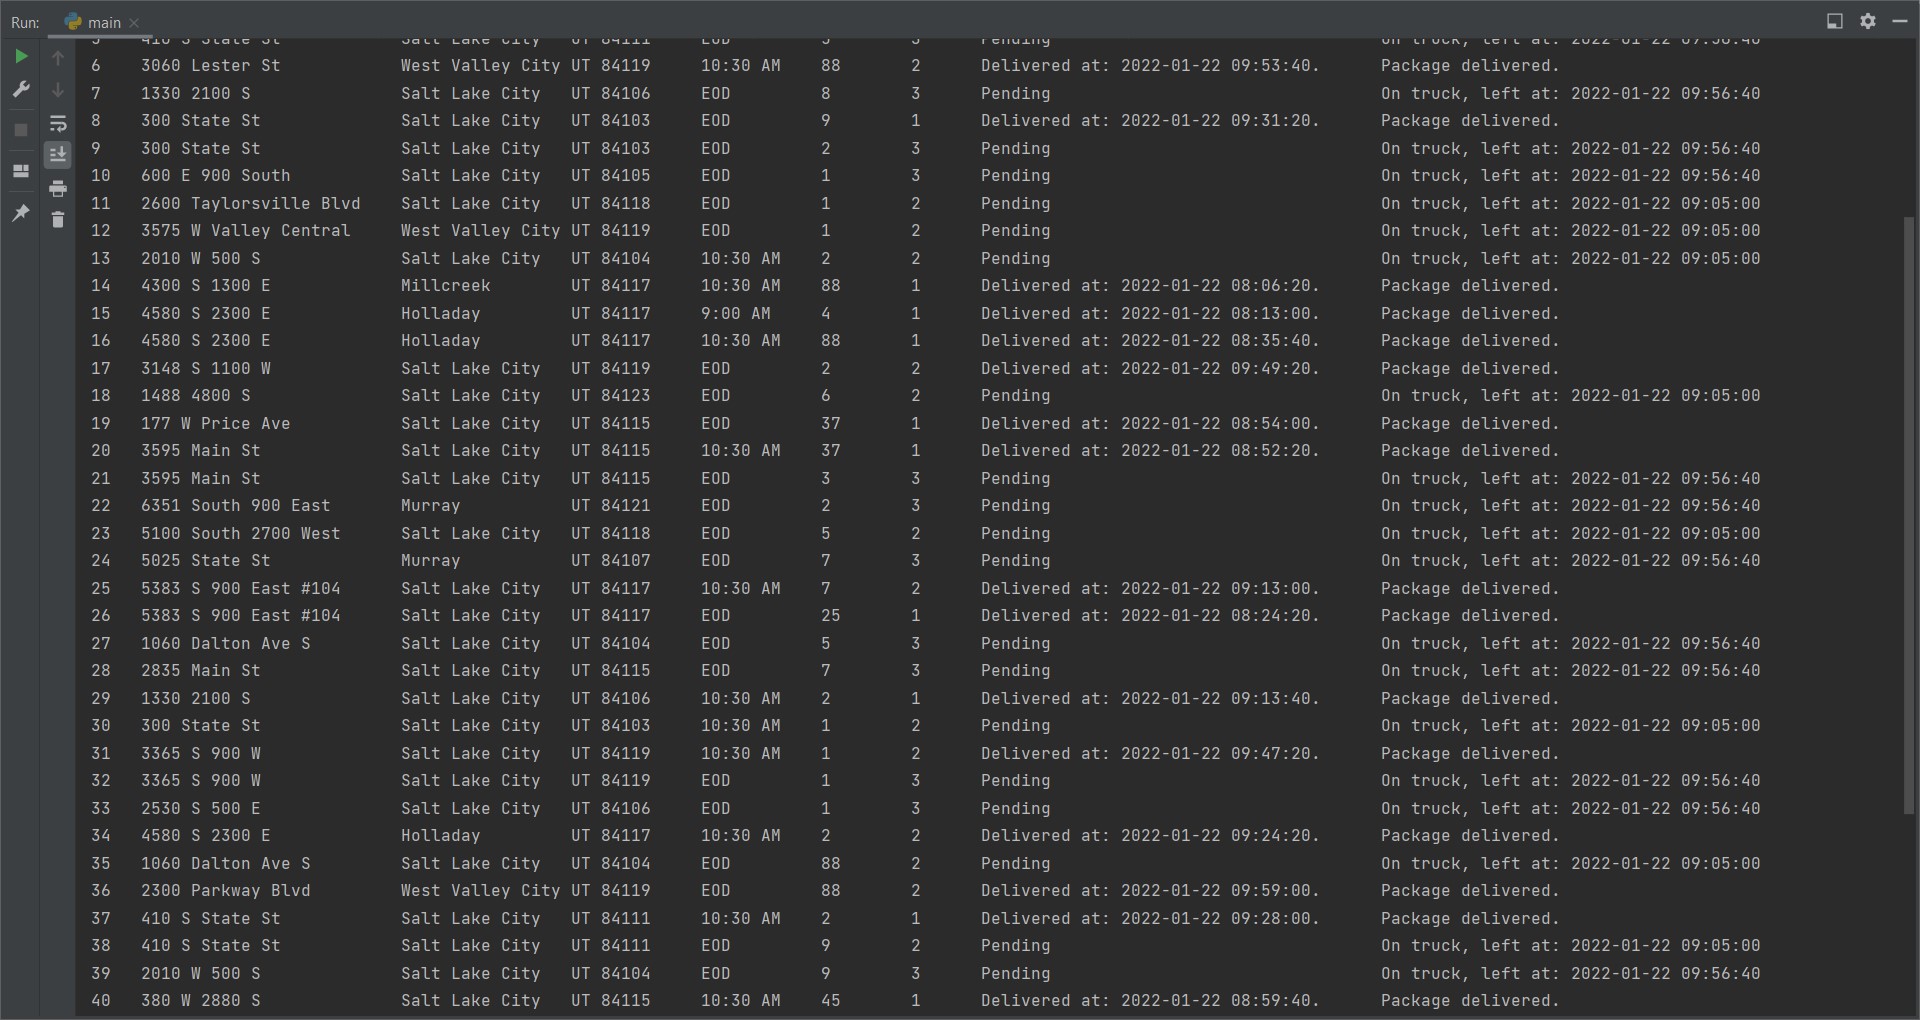 Run: main
5 410 S State St Salt Lake City UT 84111 EOD 5 3 Pending On truck, left at: 2022-01-22 09:56:40
6 3060 Lester St West Valley City UT 84119 10:30 AM 88 2 Delivered at: 2022-01-22 09:53:40. Package delivered.
7 1330 2100 S Salt Lake City UT 84106 EOD 8 3 Pending On truck, left at: 2022-01-22 09:56:40
8 300 State St Salt Lake City UT 84103 EOD 9 1 Delivered at: 2022-01-22 09:31:20. Package delivered.
9 300 State St Salt Lake City UT 84103 EOD 2 3 Pending On truck, left at: 2022-01-22 09:56:40
10 600 E 900 South Salt Lake City UT 84105 EOD 1 3 Pending On truck, left at: 2022-01-22 09:56:40
11 2600 Taylorsville Blvd Salt Lake City UT 84118 EOD 1 2 Pending On truck, left at: 2022-01-22 09:05:00
12 3575 W Valley Central West Valley City UT 84119 EOD 1 2 Pending On truck, left at: 2022-01-22 09:05:00
13 2010 W 500 S Salt Lake City UT 84104 10:30 AM 2 2 Pending On truck, left at: 2022-01-22 09:05:00
14 4300 S 1300 E Millcreek UT 84117 10:30 AM 88 1 Delivered at: 2022-01-22 08:06:20. Package delivered.
15 4580 S 2300 E Holladay UT 84117 9:00 AM 4 1 Delivered at: 2022-01-22 08:13:00. Package delivered.
16 4580 S 2300 E Holladay UT 84117 10:30 AM 88 1 Delivered at: 2022-01-22 08:35:40. Package delivered.
17 3148 S 1100 W Salt Lake City UT 84119 EOD 2 2 Delivered at: 2022-01-22 09:49:20. Package delivered.
18 1488 4800 S Salt Lake City UT 84123 EOD 6 2 Pending On truck, left at: 2022-01-22 09:05:00
19 177 W Price Ave Salt Lake City UT 84115 EOD 37 1 Delivered at: 2022-01-22 08:54:00. Package delivered.
20 3595 Main St Salt Lake City UT 84115 10:30 AM 37 1 Delivered at: 2022-01-22 08:52:20. Package delivered.
21 3595 Main St Salt Lake City UT 84115 EOD 3 3 Pending On truck, left at: 2022-01-22 09:56:40
22 6351 South 900 East Murray UT 84121 EOD 2 3 Pending On truck, left at: 2022-01-22 09:56:40
23 5100 South 2700 West Salt Lake City UT 84118 EOD 5 2 Pending On truck, left at: 2022-01-22 09:05:00
24 5025 State St Murray UT 84107 EOD 7 3 Pending On truck, left at: 2022-01-22 09:56:40
25 5383 S 900 East #104 Salt Lake City UT 84117 10:30 AM 7 2 Delivered at: 2022-01-22 09:13:00. Package delivered.
26 5383 S 900 East #104 Salt Lake City UT 84117 EOD 25 1 Delivered at: 2022-01-22 08:24:20. Package delivered.
27 1060 Dalton Ave S Salt Lake City UT 84104 EOD 5 3 Pending On truck, left at: 2022-01-22 09:56:40
28 2835 Main St Salt Lake City UT 84115 EOD 7 3 Pending On truck, left at: 2022-01-22 09:56:40
29 1330 2100 S Salt Lake City UT 84106 10:30 AM 2 1 Delivered at: 2022-01-22 09:13:40. Package delivered.
30 300 State St Salt Lake City UT 84103 10:30 AM 1 2 Pending On truck, left at: 2022-01-22 09:05:00
31 3365 S 900 W Salt Lake City UT 84119 10:30 AM 1 2 Delivered at: 2022-01-22 09:47:20. Package delivered.
32 3365 S 900 W Salt Lake City UT 84119 EOD 1 3 Pending On truck, left at: 2022-01-22 09:56:40
33 2530 S 500 E Salt Lake City UT 84106 EOD 1 3 Pending On truck, left at: 2022-01-22 09:56:40
34 4580 S 2300 E Holladay UT 84117 10:30 AM 2 2 Delivered at: 2022-01-22 09:24:20. Package delivered.
35 1060 Dalton Ave S Salt Lake City UT 84104 EOD 88 2 Pending On truck, left at: 2022-01-22 09:05:00
36 2300 Parkway Blvd West Valley City UT 84119 EOD 88 2 Delivered at: 2022-01-22 09:59:00. Package delivered.
37 410 S State St Salt Lake City UT 84111 10:30 AM 2 1 Delivered at: 2022-01-22 09:28:00. Package delivered.
38 410 S State St Salt Lake City UT 84111 EOD 9 2 Pending On truck, left at: 2022-01-22 09:05:00
39 2010 W 500 S Salt Lake City UT 84104 EOD 9 3 Pending On truck, left at: 2022-01-22 09:56:40
40 380 W 2880 S Salt Lake City UT 84115 10:30 AM 45 1 Delivered at: 2022-01-22 08:59:40. Package delivered.